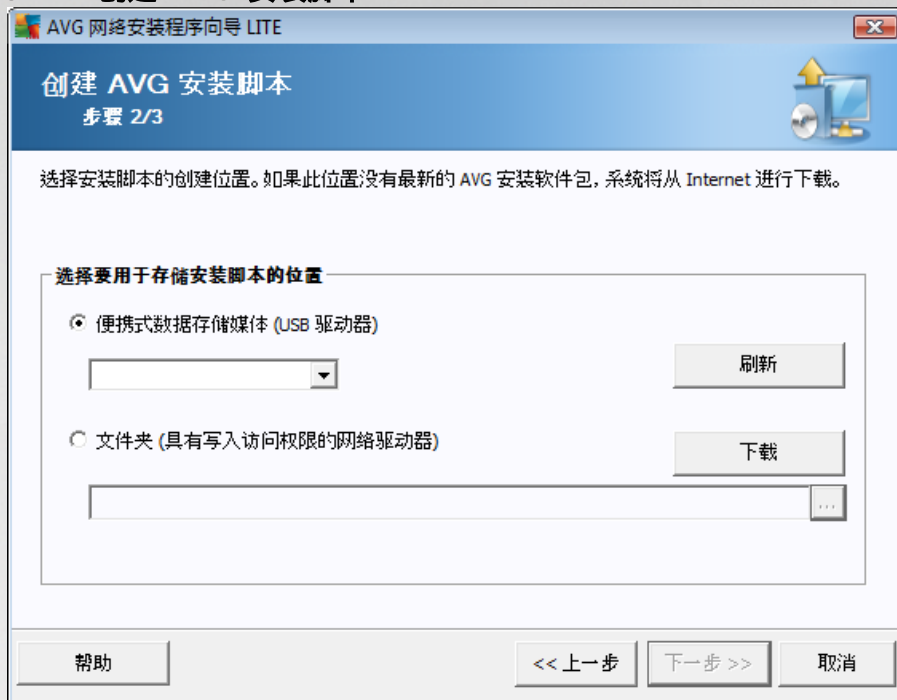 AVG 网络安装程序向导 LITE
创建 AVG 安装脚本
步骤 2/3
选择安装脚本的创建位置。如果此位置没有最新的 AVG 安装软件包, 系统将从 Internet 进行下载。
选择要用于存储安装脚本的位置
便携式数据存储媒体 (USB 驱动器)
刷新
文件夹 (具有写入访问权限的网络驱动器)
下载
...
帮助
<< 上一步
下一步 >>
取消